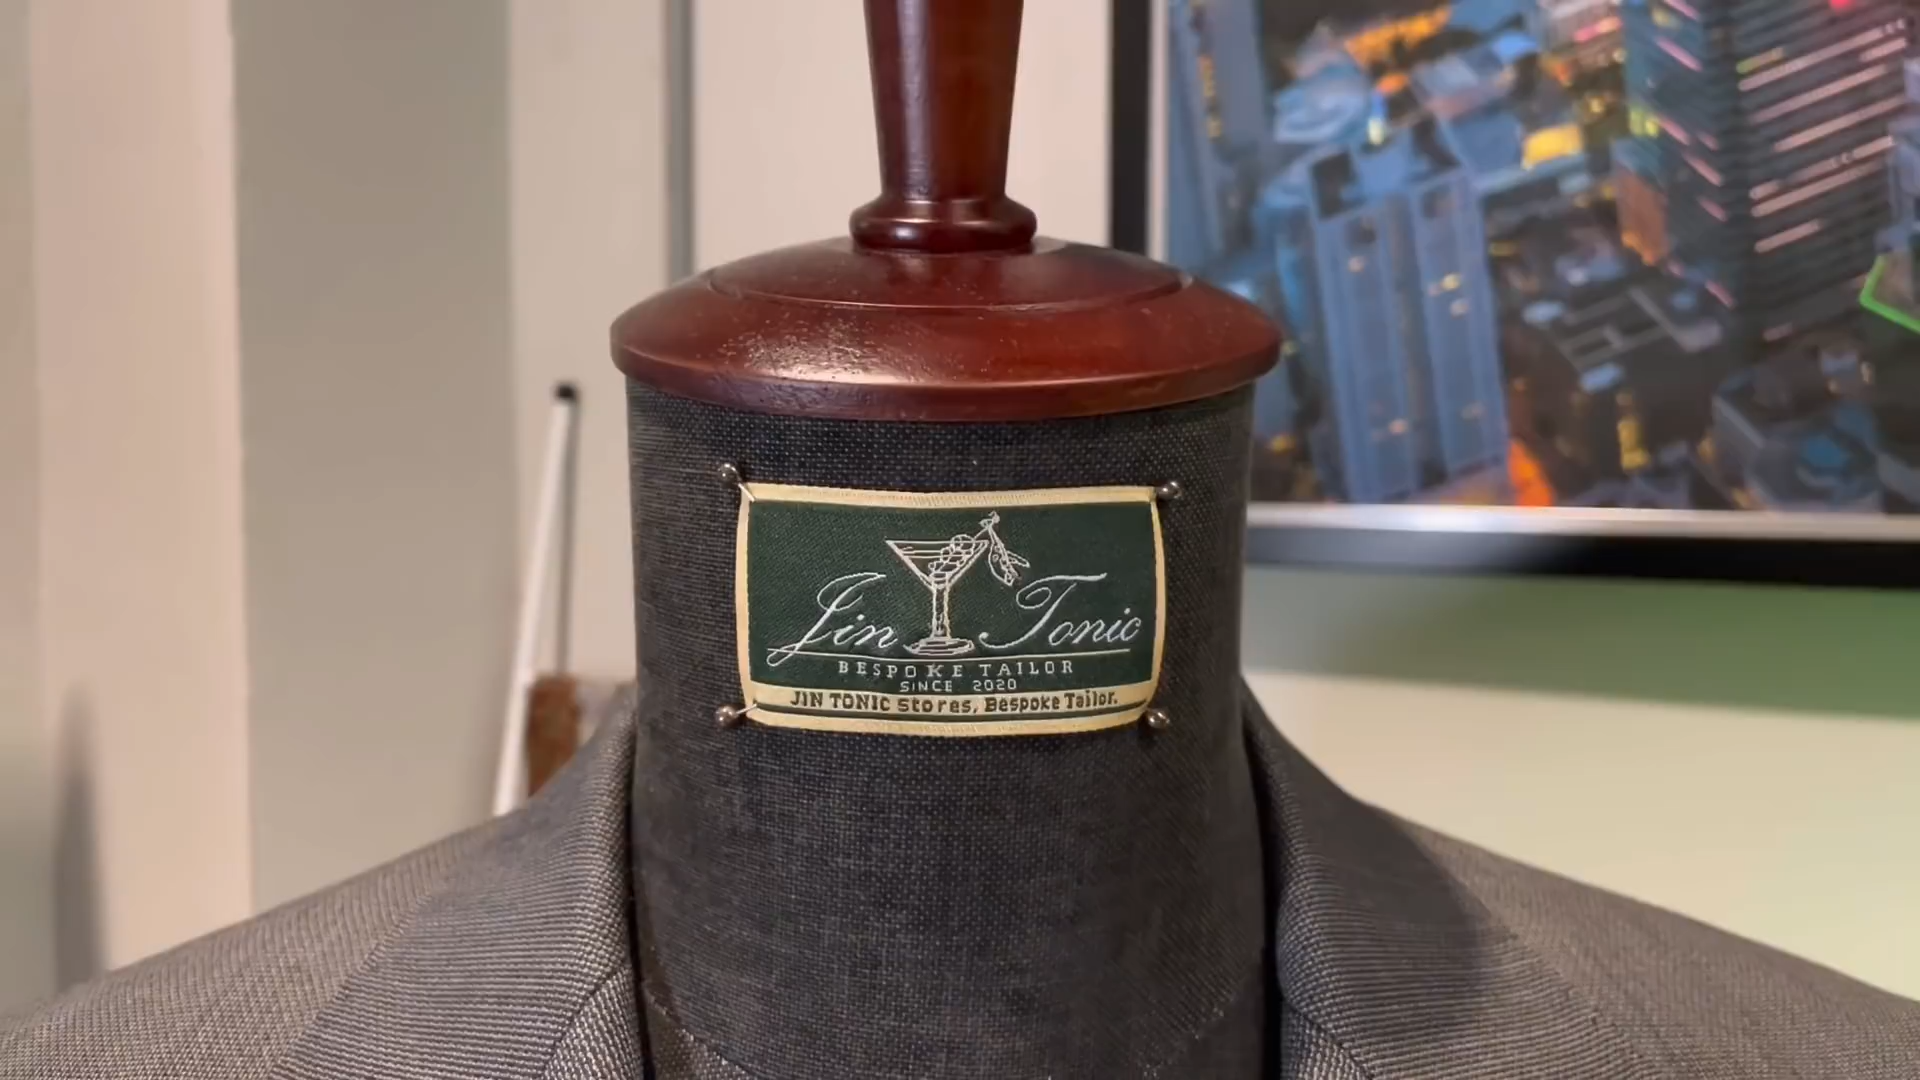 Jin Tonic
BESPOKE TAILOR
SINCE 2020
JIN TONIC Stores, Bespoke Tailor.